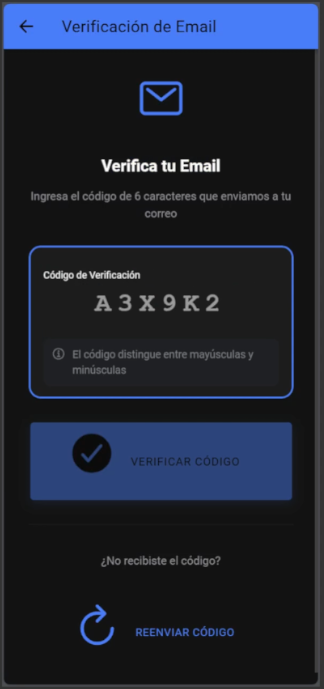 Verificación de Email
Verifica tu Email
Ingresa el código de 6 caracteres que enviamos a tu
correo
Código de Verificación
A3X9K2
El código distingue entre mayúsculas y
minúsculas
VERIFICAR CÓDIGO
¿No recibiste el código?
REENVIAR CÓDIGO